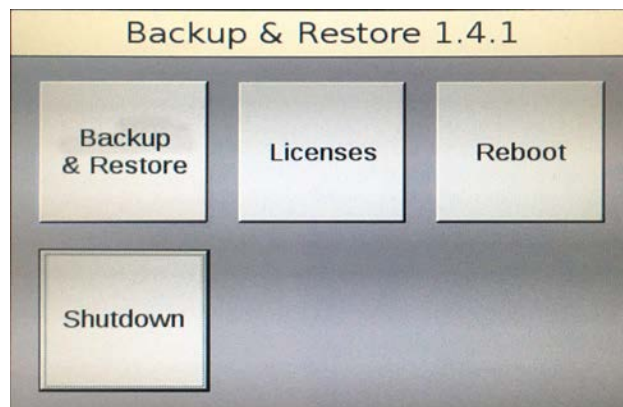 Backup & Restore 1.4.1
Backup
& Restore
Licenses
Reboot
Shutdown